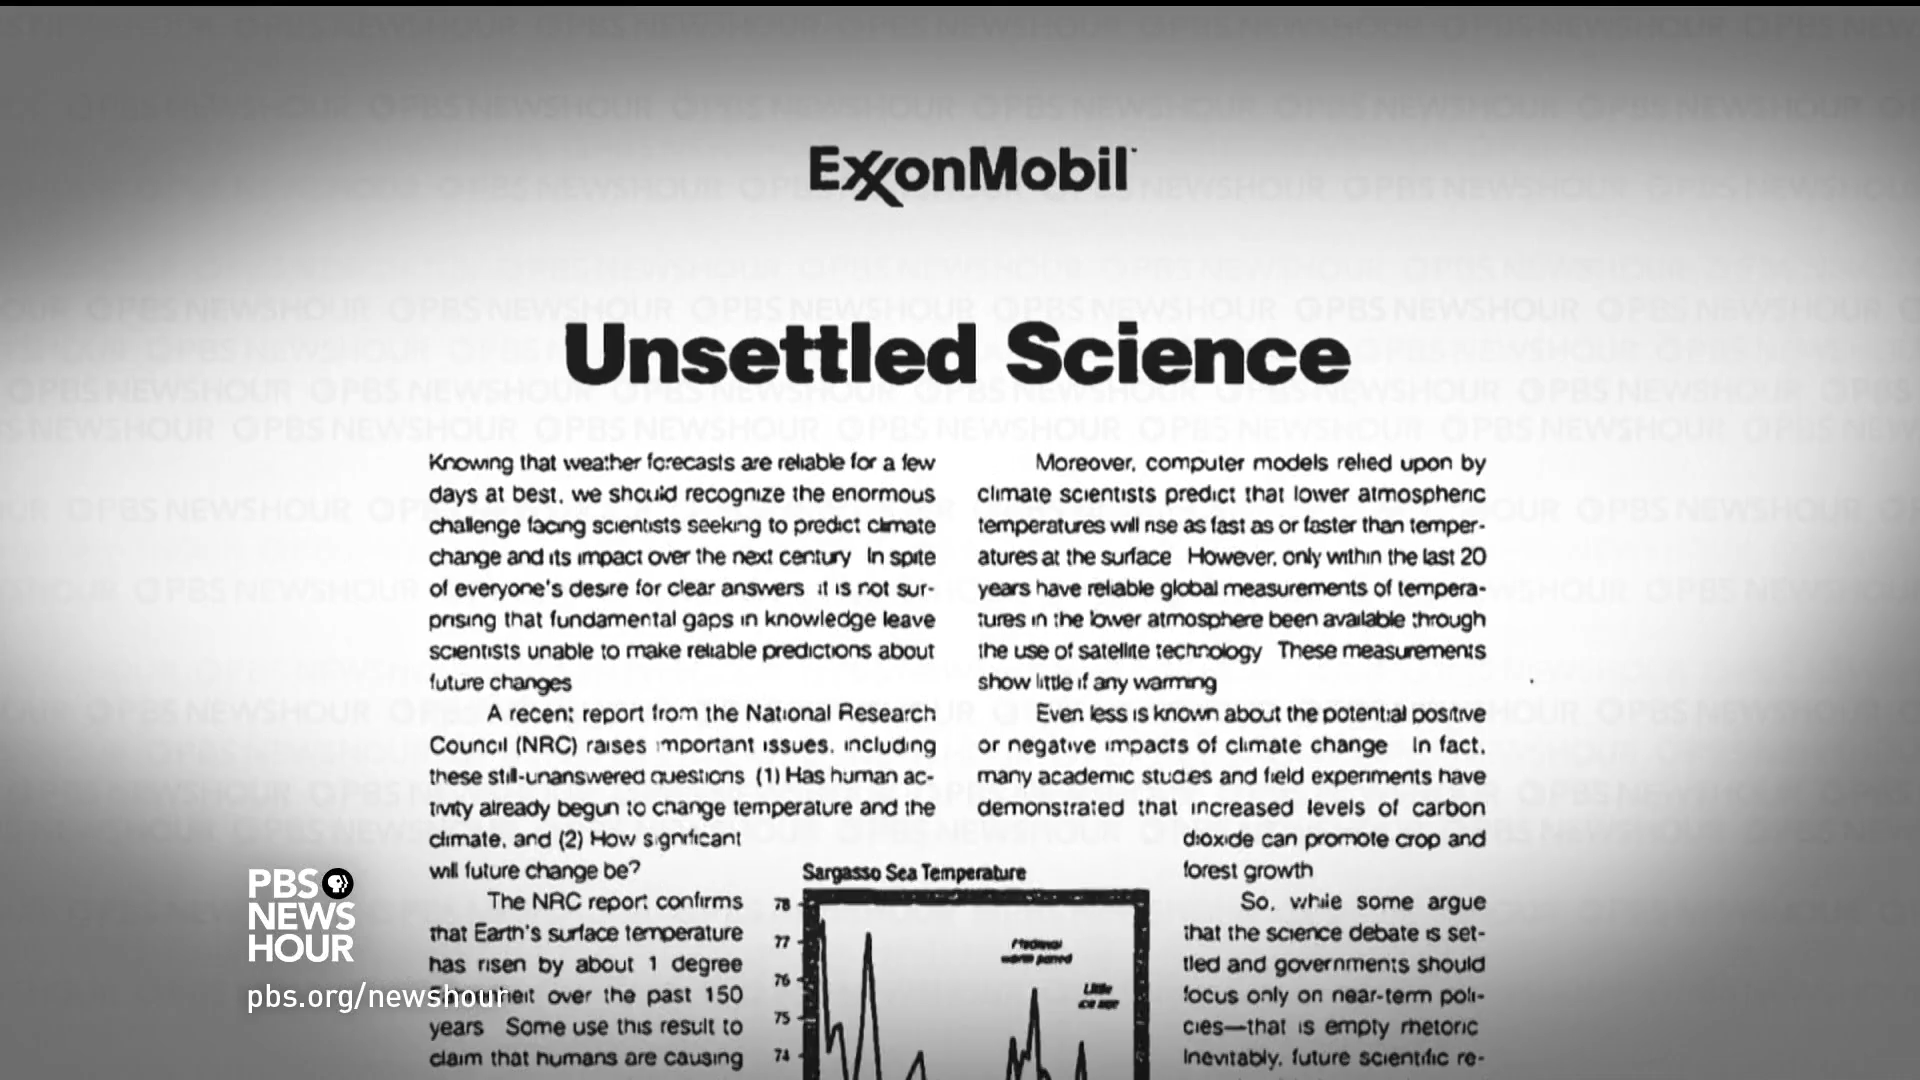 ExxonMobil
Unsettled Science
Knowing that weather forecasts are reliable for a few
days at best, we should recognize the enormous
challenge facing scientists seeking to predict climate
change and its impact over the next century In spite
of everyone's desire for clear answers it is not sur-
prising that fundamental gaps in knowledge leave
scientists unable to make reliable predictions about
future changes
A recent report from the National Research
Council (NRC) raises important issues, including
these still-unanswered questions (1) Has human ac-
tivity already begun to change temperature and the
climate, and (2) How significant
will future change be?
The NRC report confirms
that Earth's surface temperature
has risen by about 1 degree
Fahrenheit over the past 150
years Some use this result to
claim that humans are causing
Moreover, computer models relied upon by
climate scientists predict that lower atmospheric
temperatures will rise as fast as or faster than temper-
atures at the surface However, only within the last 20
years have reliable global measurements of tempera-
tures in the lower atmosphere been available through
the use of satellite technology These measurements
show little if any warming
Even less is known about the potential positive
or negative impacts of climate change In fact,
many academic studies and field experiments have
demonstrated that increased levels of carbon
dioxide can promote crop and
forest growth
So, while some argue
that the science debate is set-
tled and governments should
focus only on near-term poli-
cies—that is empty rhetoric
Inevitably, future scientific re-
Sargasso Sea Temperature
78
77
76
75
74
Medieval
warm period
Little
ice age
PBS
NEWS
HOUR
pbs.org/newshour